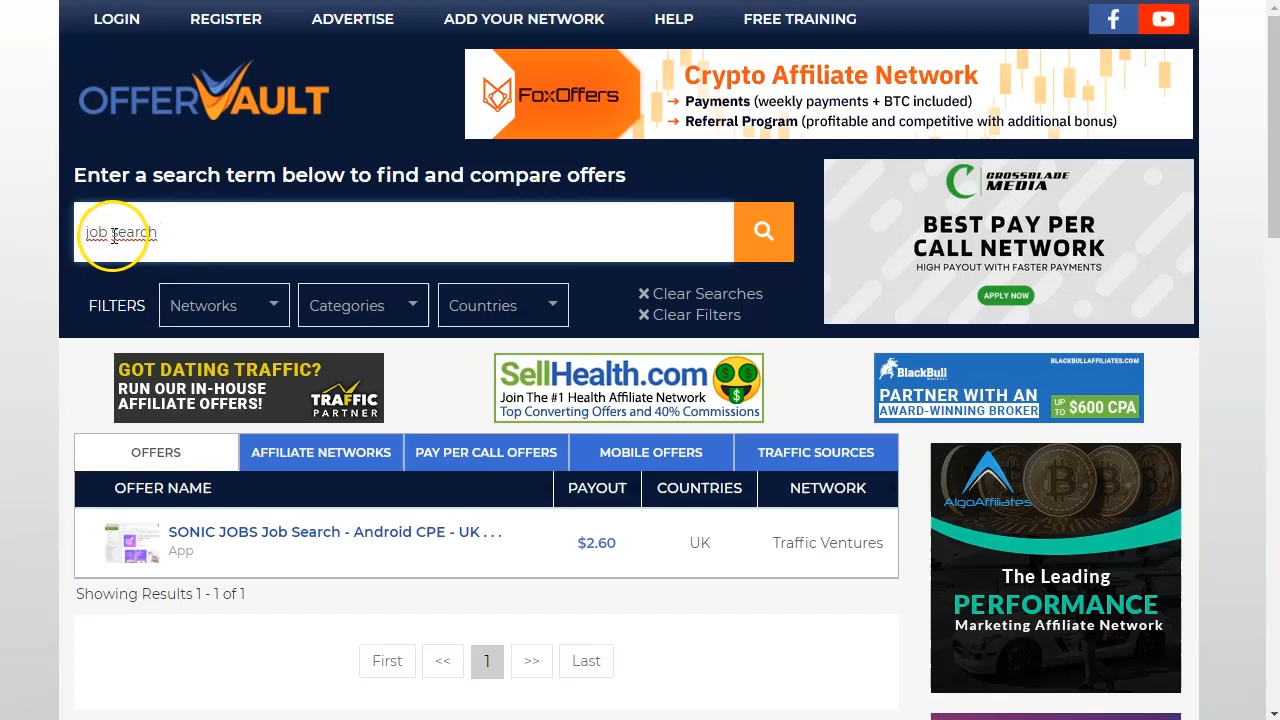 LOGIN REGISTER ADVERTISE ADD YOUR NETWORK HELP FREE TRAINING
OFFERVAULT
FoxOffers
Crypto Affiliate Network
→ Payments (weekly payments + BTC included)
→ Referral Program (profitable and competitive with additional bonus)
Enter a search term below to find and compare offers
job search
CROSSBLADE
MEDIA
BEST PAY PER
CALL NETWORK
HIGH PAYOUT WITH FASTER PAYMENTS
APPLY NOW
FILTERS Networks Categories Countries
Clear Searches
Clear Filters
GOT DATING TRAFFIC?
RUN OUR IN-HOUSE
AFFILIATE OFFERS!
TRAFFIC
PARTNER
SellHealth.com
Join The #1 Health Affiliate Network
Top Converting Offers and 40% Commissions
BlackBull
markets
BLACKBULLAFFILIATES.COM
PARTNER WITH AN
AWARD-WINNING BROKER
UP TO $600 CPA
OFFERS AFFILIATE NETWORKS PAY PER CALL OFFERS MOBILE OFFERS TRAFFIC SOURCES
OFFER NAME PAYOUT COUNTRIES NETWORK
SONIC JOBS Job Search - Android CPE - UK . . .
App
$2.60 UK Traffic Ventures
Showing Results 1 - 1 of 1
First << 1 >> Last
AlgoAffiliates
The Leading
PERFORMANCE
Marketing Affiliate Network